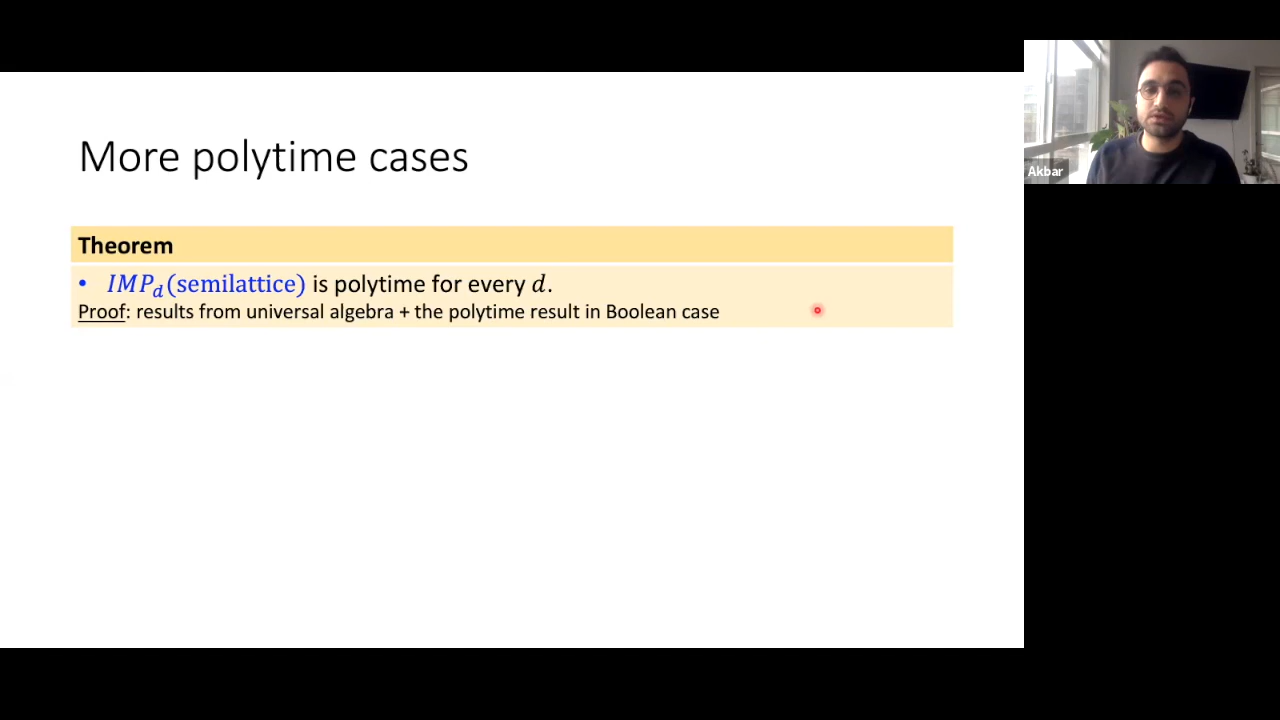 More polytime cases
Theorem
• IMP_d(semilattice) is polytime for every d.
Proof: results from universal algebra + the polytime result in Boolean case
Akbar